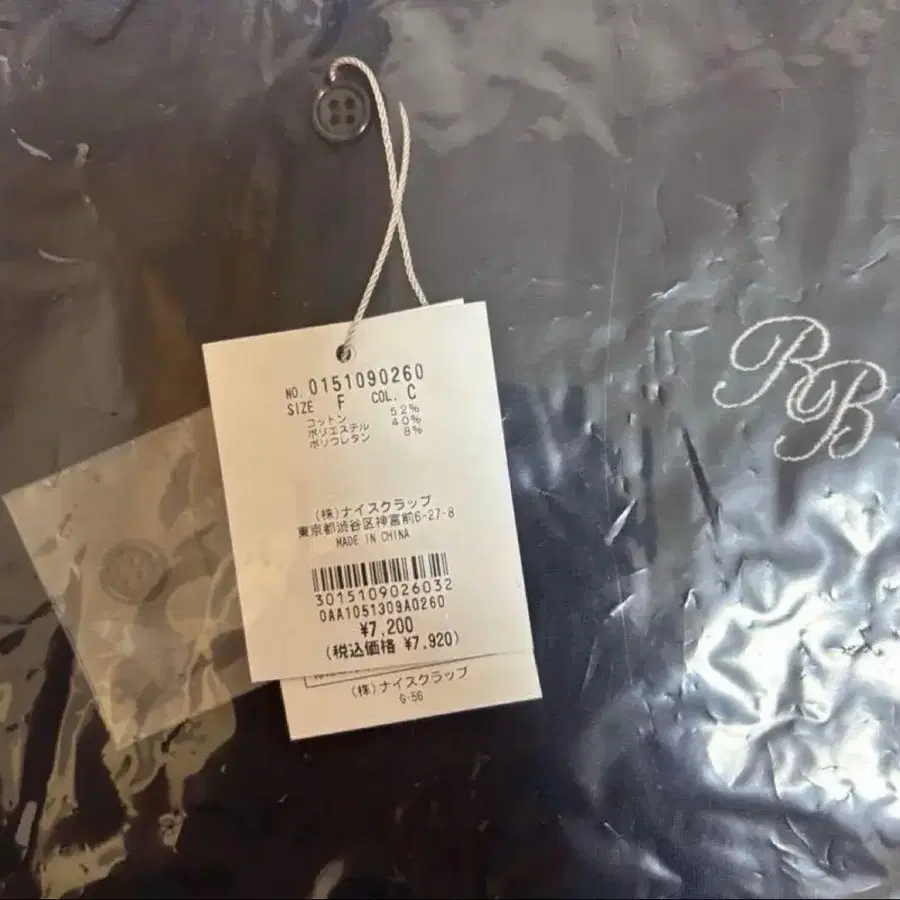 NO. 0151090260
SIZE F COL. C
コットン 52%
ポリエステル 40%
ポリウレタン 8%
(株)ナイスクラップ
東京都渋谷区神宮前6-27-8
MADE IN CHINA
3015109026032
0AA1051309A0260
¥7,200
(税込価格 ¥7,920)
(株)ナイスクラップ
G-56
RB